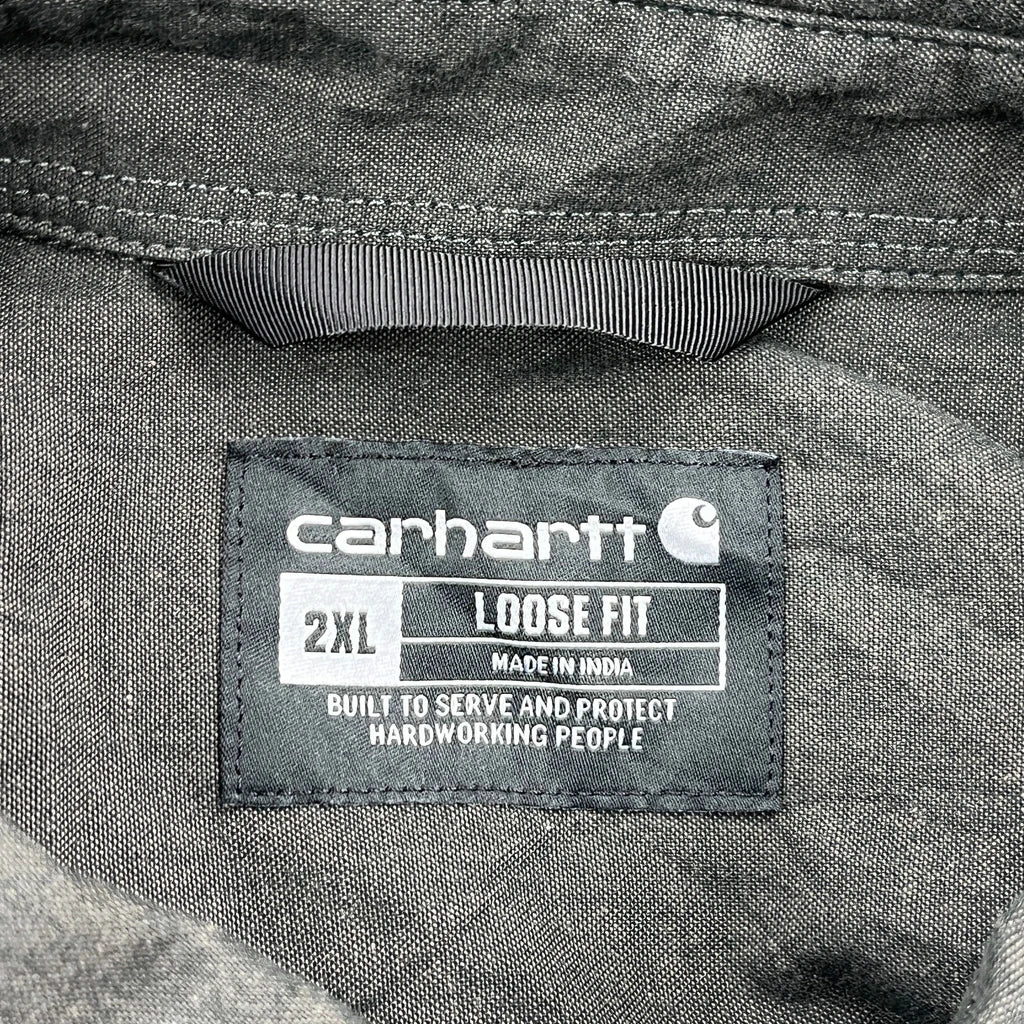 carhartt
2XL
LOOSE FIT
MADE IN INDIA
BUILT TO SERVE AND PROTECT
HARDWORKING PEOPLE